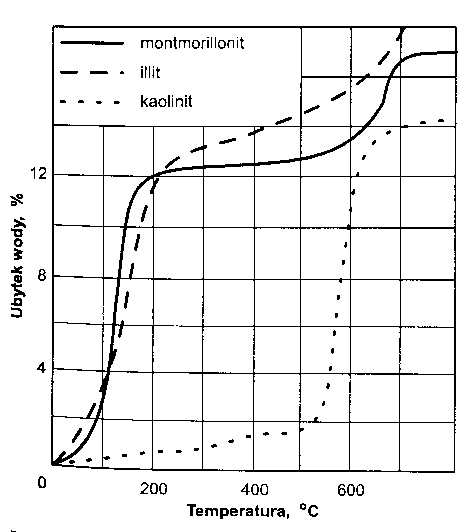 montmorillonit
illit
kaolinit
12
8
4
0
200
400
600
Ubytek wody, %
Temperatura, °C